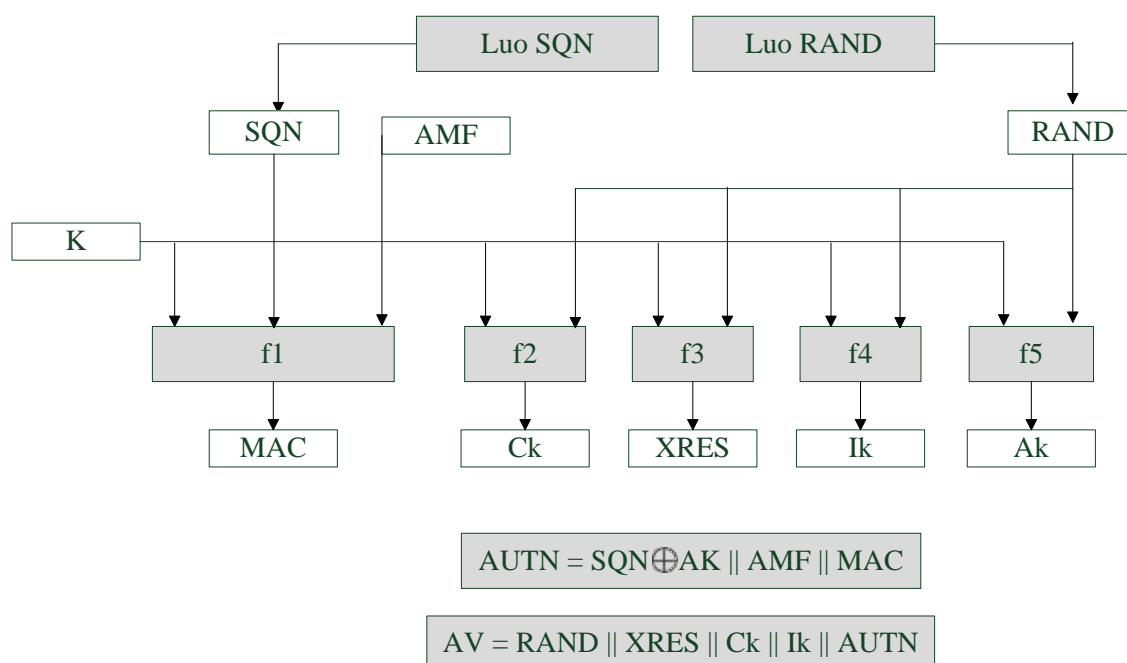 Luo SQN
Luo RAND
SQN
AMF
RAND
K
f1
f2
f3
f4
f5
MAC
Ck
XRES
Ik
Ak
AUTN = SQN⊕AK || AMF || MAC
AV = RAND || XRES || Ck || Ik || AUTN